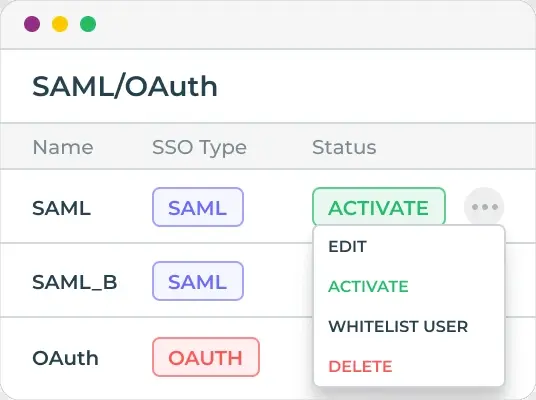 SAML/OAuth
Name SSO Type Status
SAML SAML ACTIVATE
EDIT
ACTIVATE
WHITELIST USER
DELETE
SAML_B SAML
OAuth OAUTH